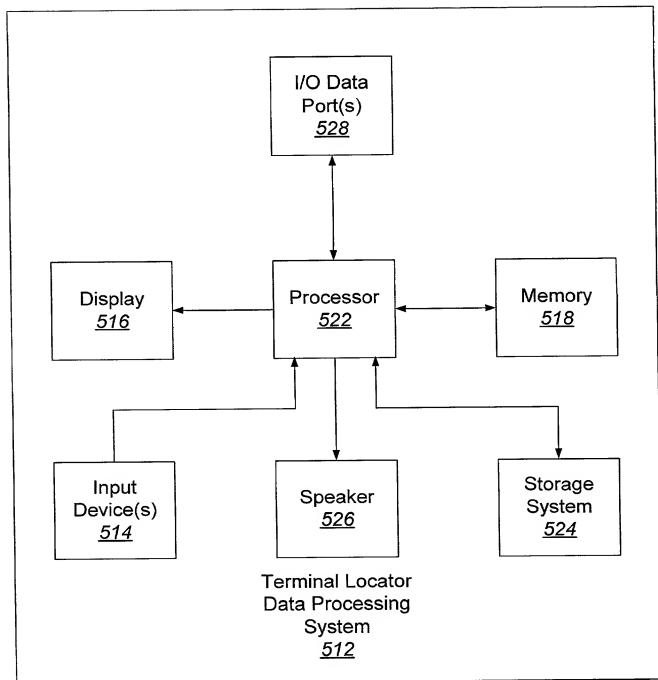 I/O Data
Port(s)
528
Display
516
Processor
522
Memory
518
Input
Device(s)
514
Speaker
526
Storage
System
524
Terminal Locator
Data Processing
System
512